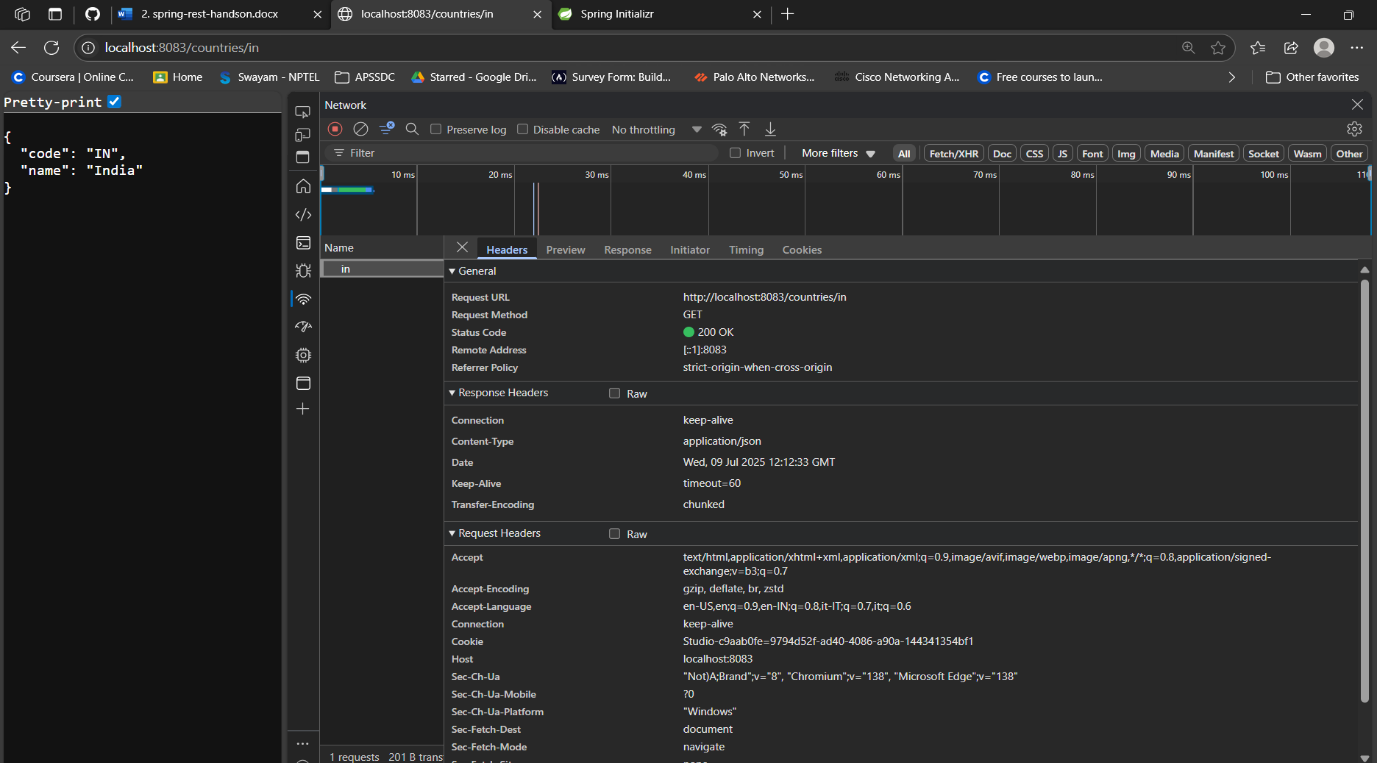 2. spring-rest-handson.docx
localhost:8083/countries/in
Spring Initializr
localhost:8083/countries/in
Coursera | Online C...
Home
Swayam - NPTEL
APSSDC
Starred - Google Dri...
Survey Form: Build...
Palo Alto Networks...
Cisco Networking A...
Free courses to laun...
Other favorites
Pretty-print
{
"code": "IN",
"name": "India"
}
Network
Preserve log
Disable cache
No throttling
Filter
Invert
More filters
All Fetch/XHR Doc CSS JS Font Img Media Manifest Socket Wasm Other
10 ms 20 ms 30 ms 40 ms 50 ms 60 ms 70 ms 80 ms 90 ms 100 ms
Name
in
Headers Preview Response Initiator Timing Cookies
General
Request URL http://localhost:8083/countries/in
Request Method GET
Status Code 200 OK
Remote Address [::1]:8083
Referrer Policy strict-origin-when-cross-origin
Response Headers Raw
Connection keep-alive
Content-Type application/json
Date Wed, 09 Jul 2025 12:12:33 GMT
Keep-Alive timeout=60
Transfer-Encoding chunked
Request Headers Raw
Accept text/html,application/xhtml+xml,application/xml;q=0.9,image/avif,image/webp,image/apng,*/*;q=0.8,application/signed-
exchange;v=b3;q=0.7
Accept-Encoding gzip, deflate, br, zstd
Accept-Language en-US,en;q=0.9,en-IN;q=0.8,it-IT;q=0.7,it;q=0.6
Connection keep-alive
Cookie Studio-c9aab0fe=9794d52f-ad40-4086-a90a-144341354bf1
Host localhost:8083
Sec-Ch-Ua "Not)A;Brand";v="8", "Chromium";v="138", "Microsoft Edge";v="138"
Sec-Ch-Ua-Mobile ?0
Sec-Ch-Ua-Platform "Windows"
Sec-Fetch-Dest document
Sec-Fetch-Mode navigate
1 requests 201 B trans